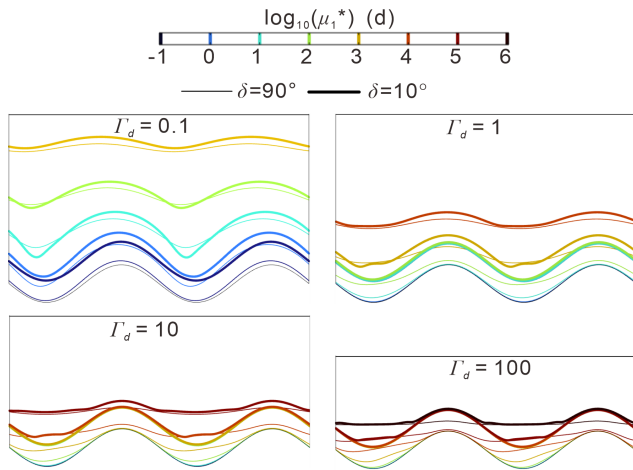 log₁₀(μ₁*) (d)
-1 0 1 2 3 4 5 6
δ=90° δ=10°
Γd = 0.1
Γd = 1
Γd = 10
Γd = 100